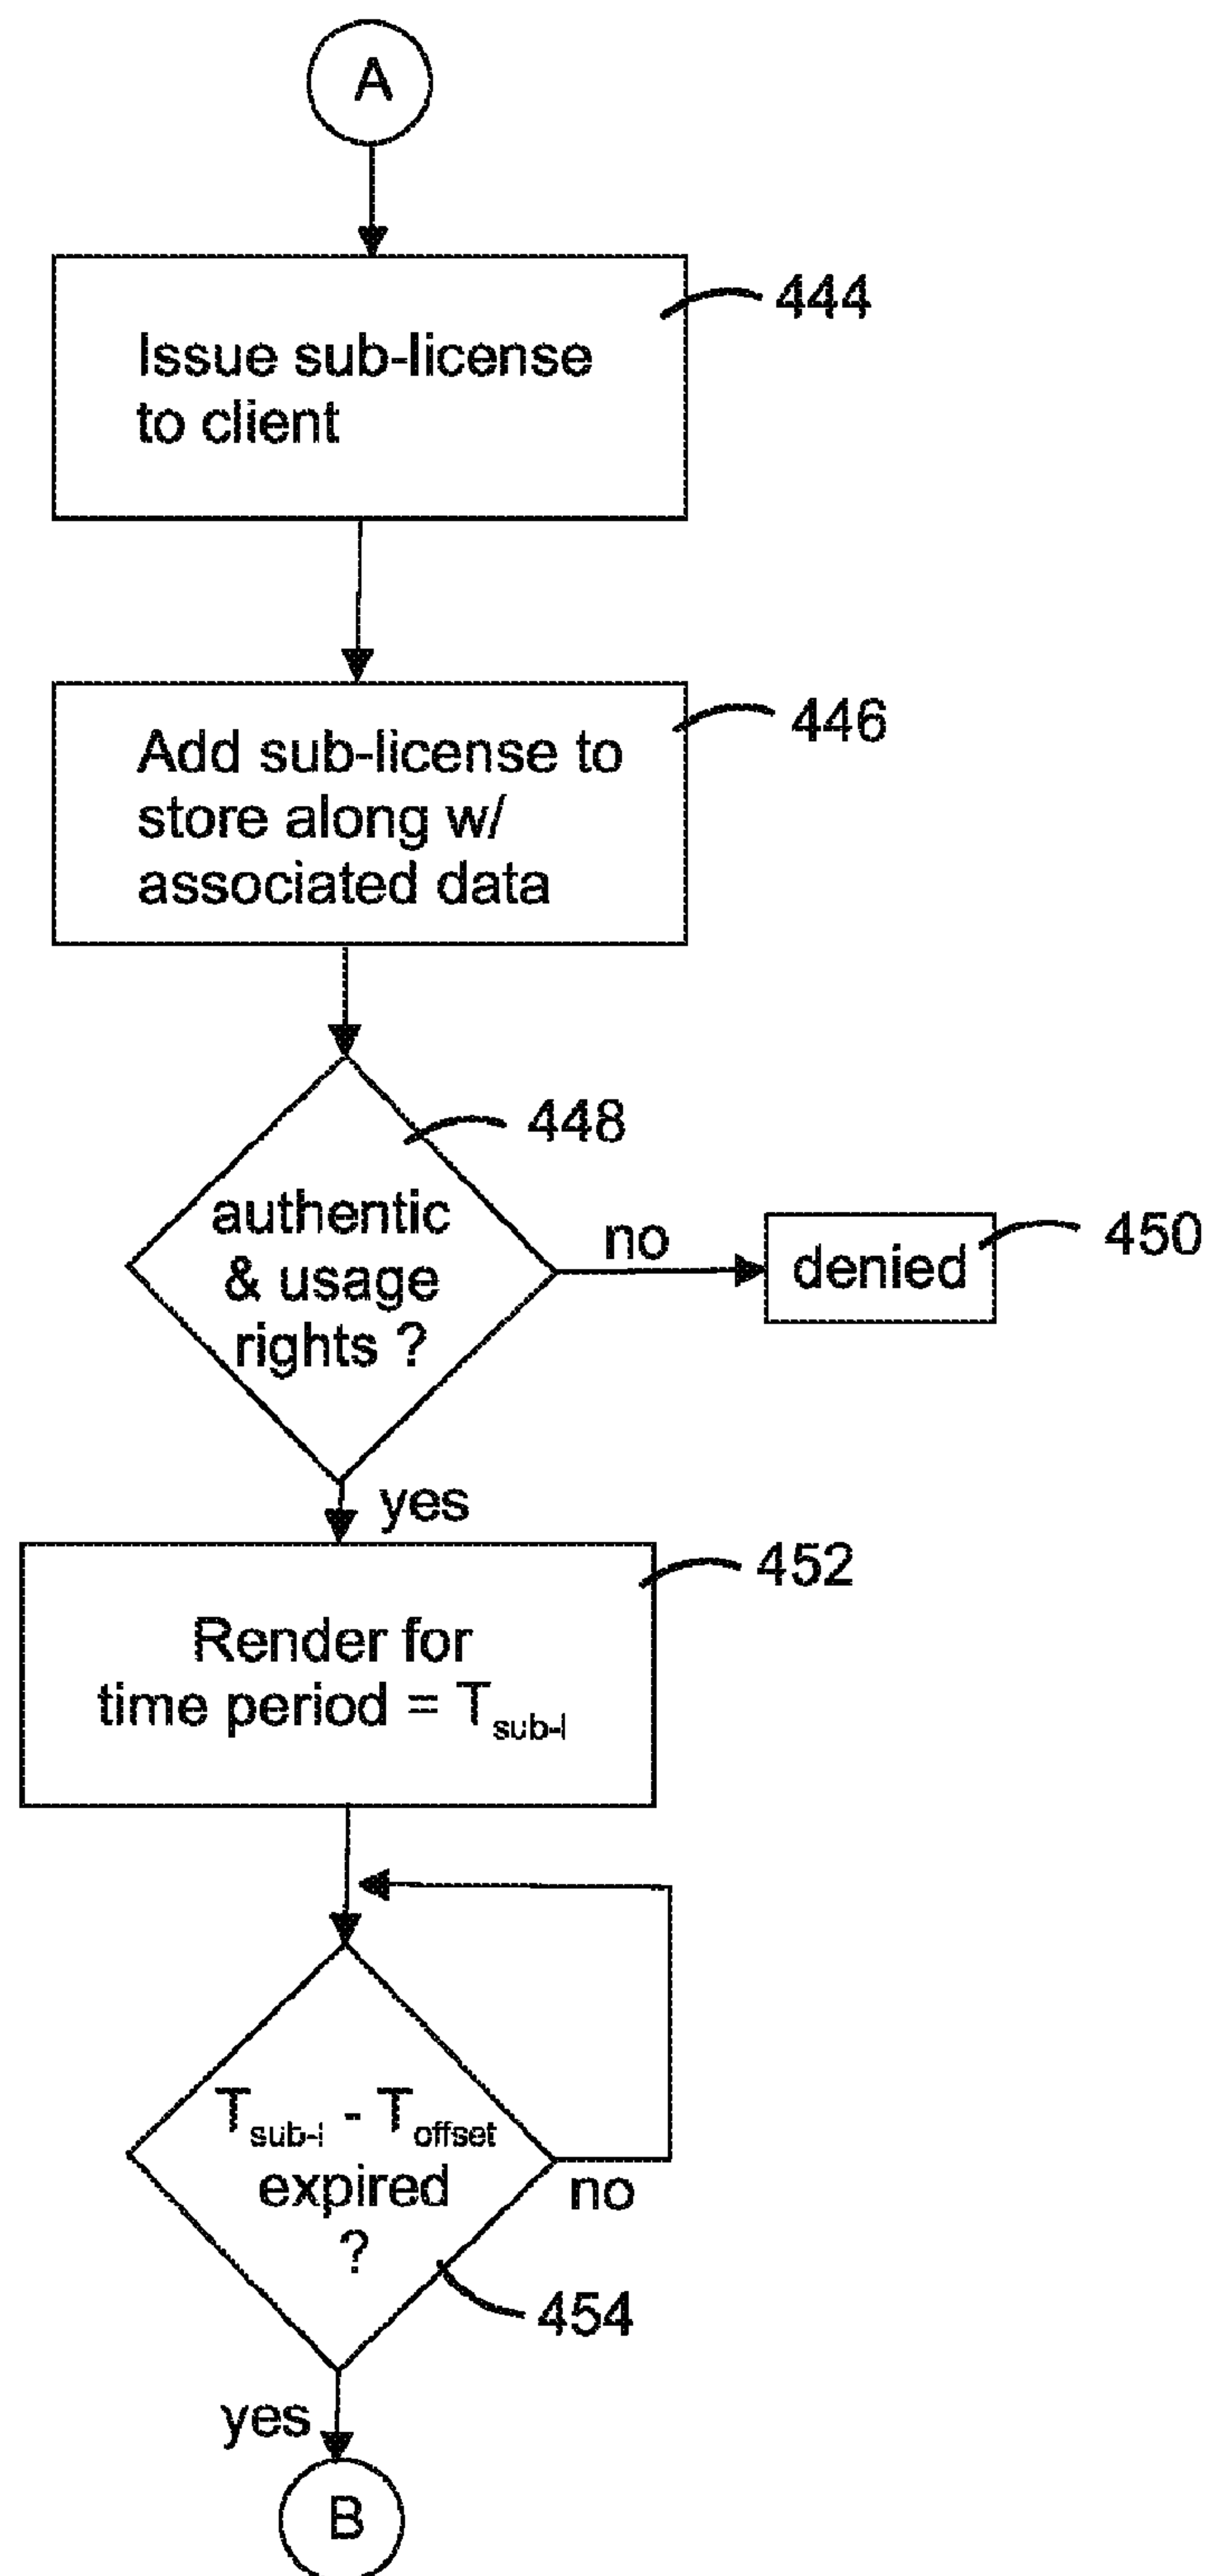 A
444
Issue sub-license
to client
446
Add sub-license to
store along w/
associated data
448
authentic
& usage
rights ?
no
denied
450
yes
452
Render for
time period = Tsub-l
Tsub-l - Toffset
expired
?
no
454
yes
B